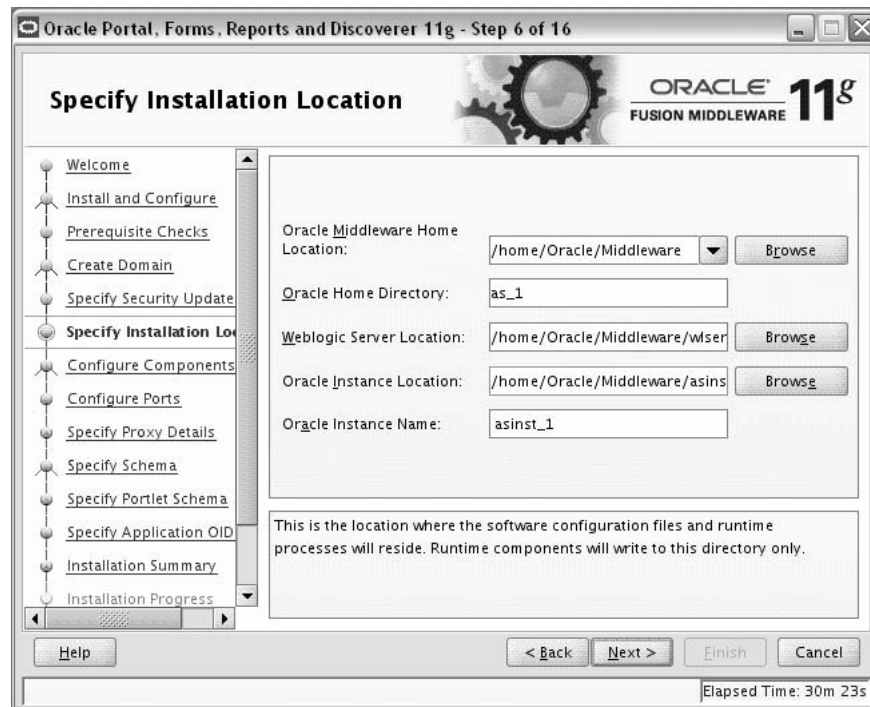 Oracle Portal, Forms, Reports and Discoverer 11g - Step 6 of 16
Specify Installation Location
ORACLE
FUSION MIDDLEWARE
11g
Welcome
Install and Configure
Prerequisite Checks
Create Domain
Specify Security Update
Specify Installation Loc
Configure Components
Configure Ports
Specify Proxy Details
Specify Schema
Specify Portlet Schema
Specify Application OID
Installation Summary
Installation Progress
Oracle Middleware Home
Location:
/home/Oracle/Middleware
Browse
Oracle Home Directory:
as_1
Weblogic Server Location:
/home/Oracle/Middleware/wlser
Browse
Oracle Instance Location:
/home/Oracle/Middleware/asins
Browse
Oracle Instance Name:
asinst_1
This is the location where the software configuration files and runtime
processes will reside. Runtime components will write to this directory only.
Help
< Back
Next >
Finish
Cancel
Elapsed Time: 30m 23s